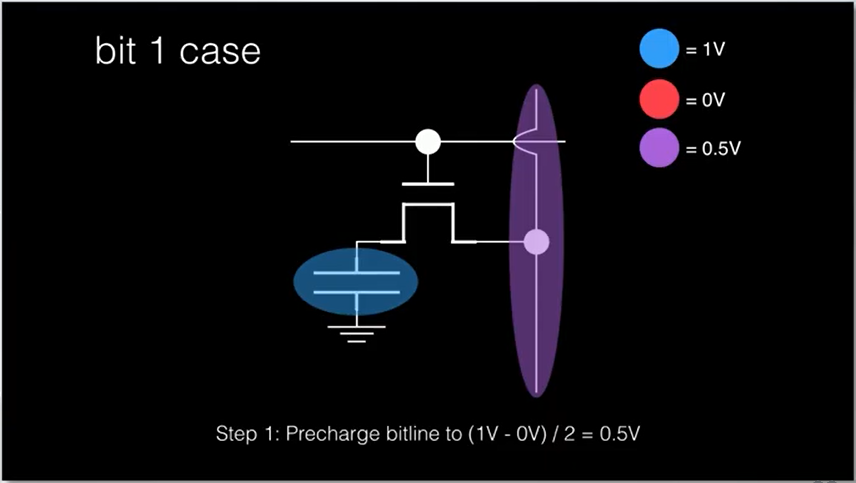 bit 1 case
= 1V
= 0V
= 0.5V
Step 1: Precharge bitline to (1V - 0V) / 2 = 0.5V